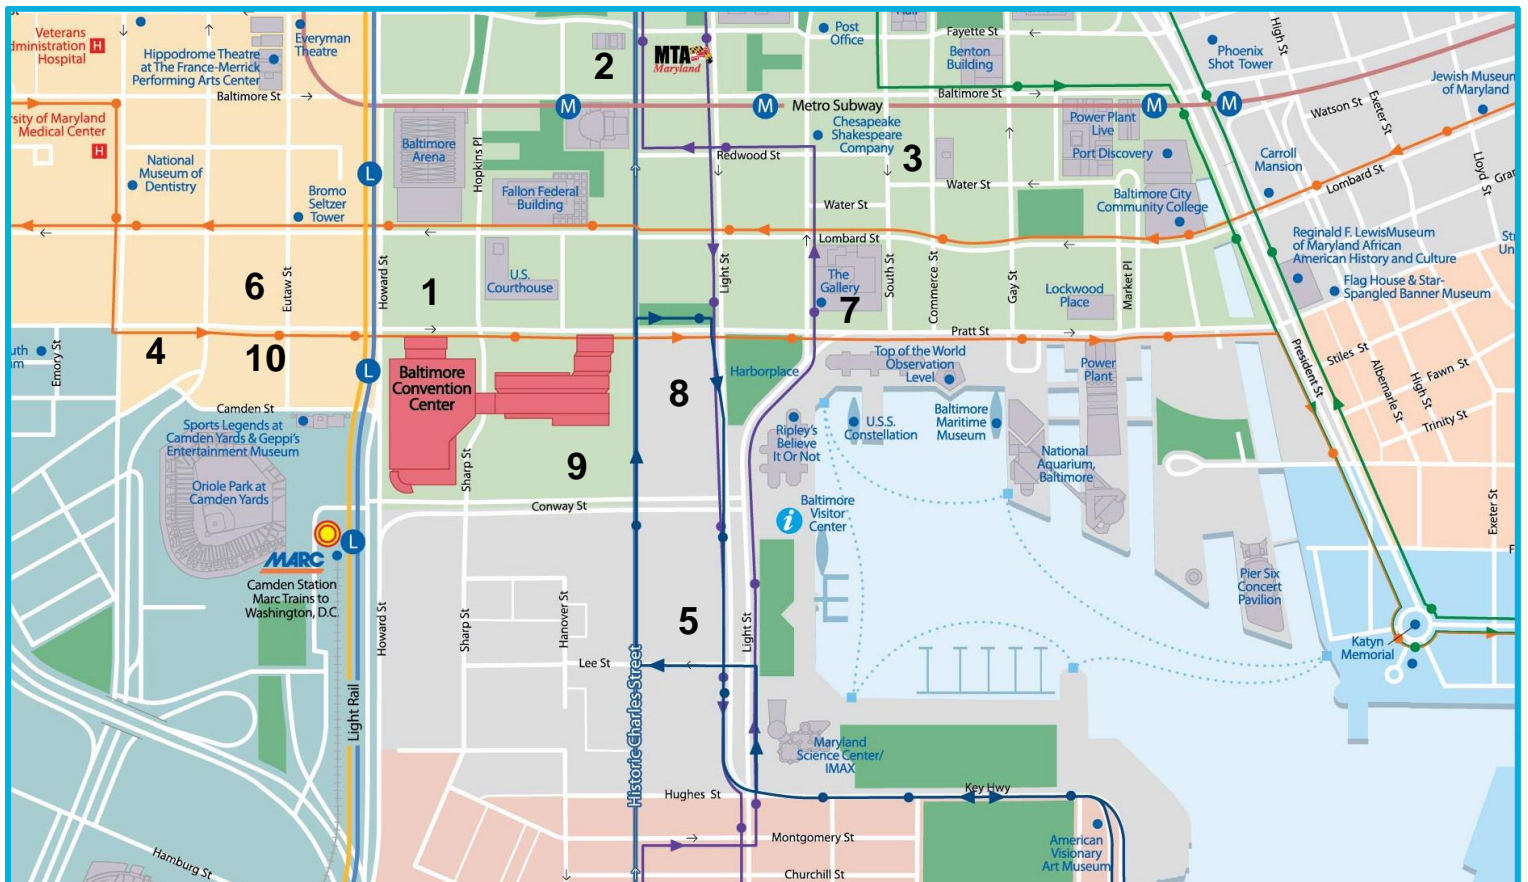 Veterans
dministration H
Hospital
Hippodrome Theatre
at The France-Merrick
Performing Arts Center
Everyman
Theatre
2
MTA
Maryland
Post
Office
Fayette St
Benton
Building
High St
Phoenix
Shot Tower
Jewish Museum
of Maryland
Baltimore St
M
M
Metro Subway
Baltimore St
M
M
Watson St
Exeter St
rsity of Maryland
Medical Center
H
Baltimore
Arena
Hopkins Pl
Chesapeake
Shakespeare
Company
3
Power Plant
Live
Port Discovery
Carroll
Mansion
Lombard St
Lloyd St
National
Museum of
Dentistry
L
Redwood St
Water St
Bromo
Seltzer
Tower
Fallon Federal
Building
Water St
Baltimore City
Community College
Lombard St
Reginald F. LewisMuseum
of Maryland African
American History and Culture
Flag House & Star-
Spangled Banner Museum
6
Eutaw St
Howard St
1
U.S.
Courthouse
Light St
The
Gallery
7
South St
Commerce St
Gay St
Lockwood
Place
Market Pl
Pratt St
Emory St
4
10
L
Baltimore
Convention
Center
8
Harborplace
Top of the World
Observation
Level
Power
Plant
President St
Stiles St
Albemarle St
High St
Fawn St
Trinity St
Camden St
Sports Legends at
Camden Yards & Geppi's
Entertainment Museum
Oriole Park at
Camden Yards
Sharp St
9
Ripley's
Believe
It Or Not
U.S.S.
Constellation
Baltimore
Maritime
Museum
National
Aquarium,
Baltimore
Conway St
i
Baltimore
Visitor
Center
Exeter St
L
MARC
Camden Station
Marc Trains to
Washington, D.C
Howard St
Sharp St
Hanover St
Lee St
5
Light St
Pier Six
Concert
Pavilion
Katyn
Memorial
Light Rail
Historic Charles Street
Maryland
Science Center/
IMAX
Hughes St
Key Hwy
Montgomery St
American
Visionary
Art Museum
Hamburg St
Churchill St